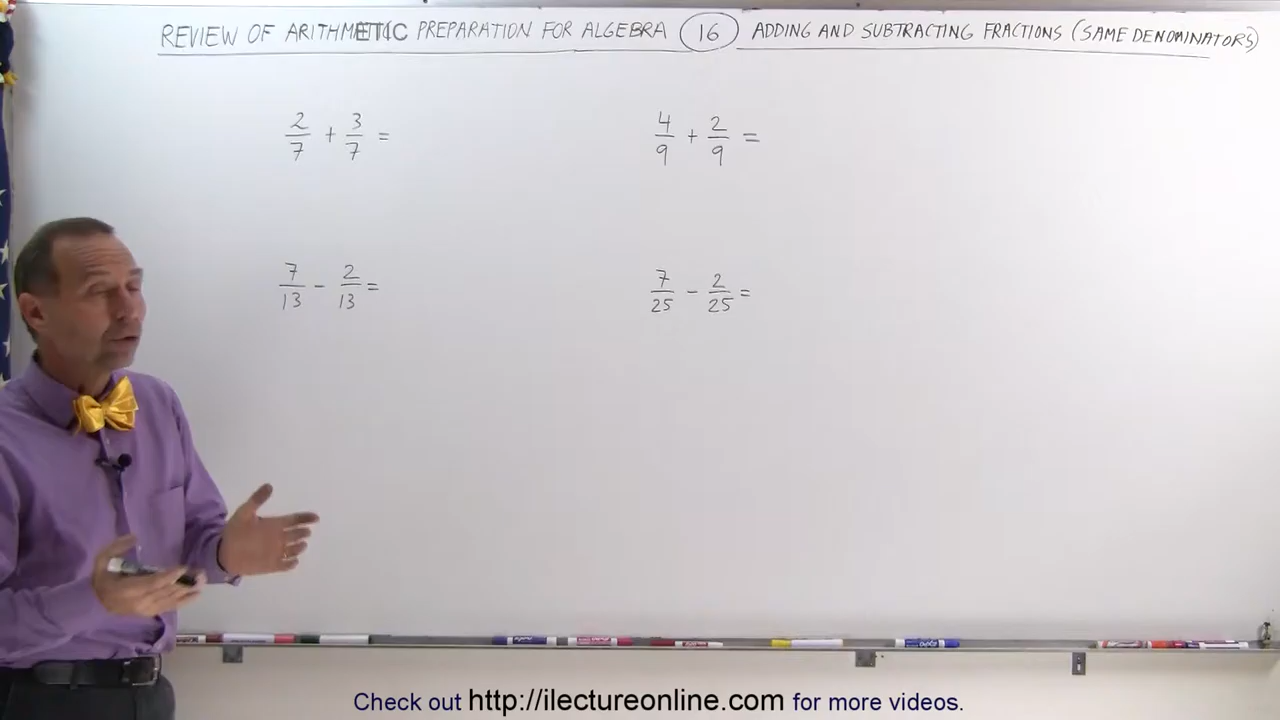 REVIEW OF ARITHMETIC PREPARATION FOR ALGEBRA 16 ADDING AND SUBTRACTING FRACTIONS (SAME DENOMINATORS)
2/7 + 3/7 =
4/9 + 2/9 =
7/13 - 2/13 =
7/25 - 2/25 =
Check out http://ilectureonline.com for more videos.